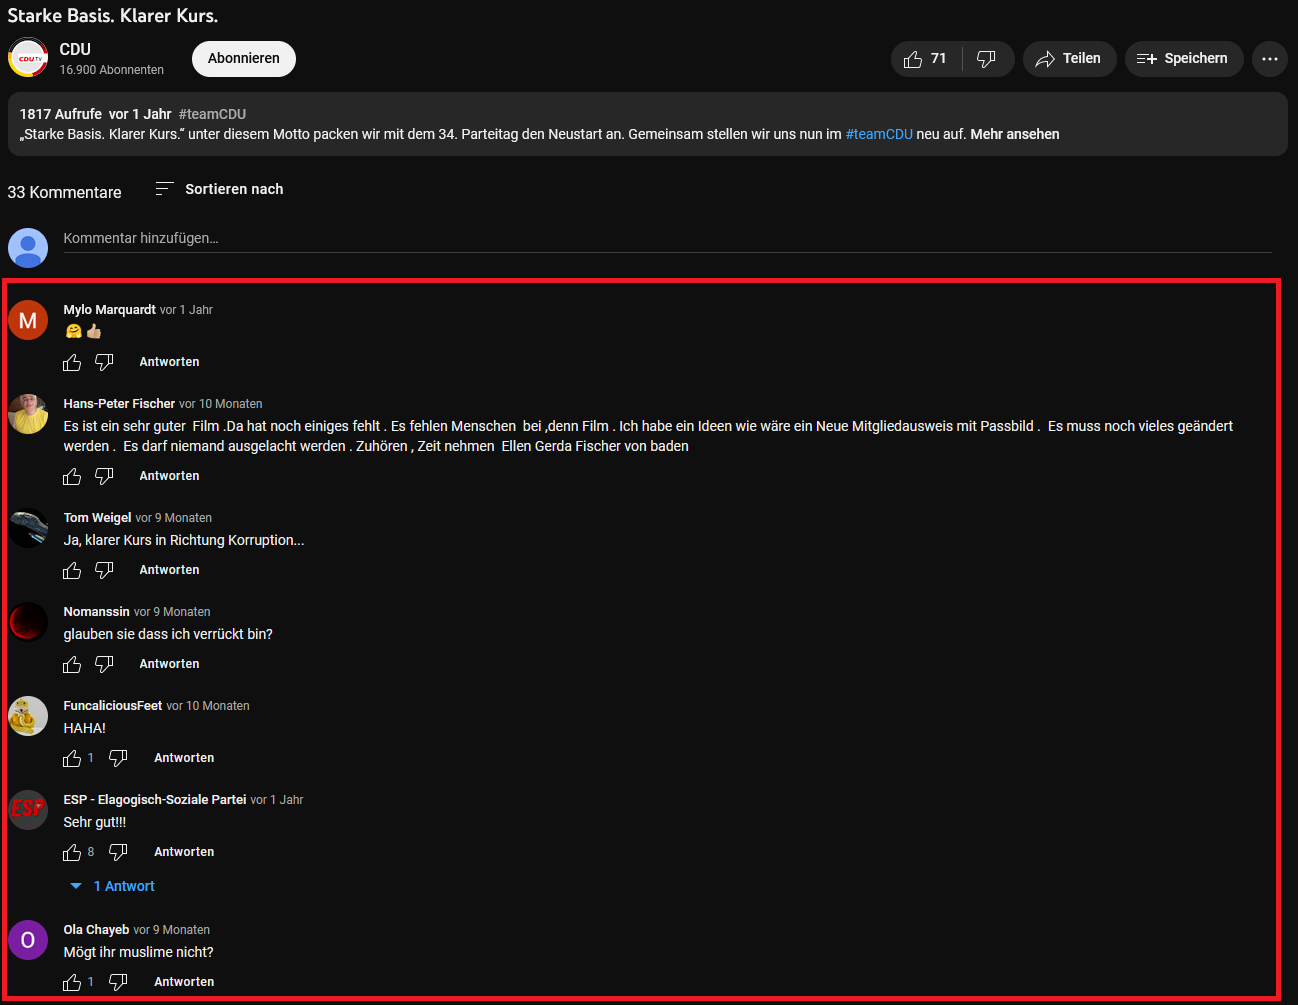 Starke Basis. Klarer Kurs.
CDU TV
CDU
16.900 Abonnenten
Abonnieren
71
Teilen
Speichern
1817 Aufrufe vor 1 Jahr #teamCDU
„Starke Basis. Klarer Kurs.“ unter diesem Motto packen wir mit dem 34. Parteitag den Neustart an. Gemeinsam stellen wir uns nun im #teamCDU neu auf. Mehr ansehen
33 Kommentare
Sortieren nach
Kommentar hinzufügen...
M
Mylo Marquardt vor 1 Jahr
🤗👍🏼
Antworten
Hans-Peter Fischer vor 10 Monaten
Es ist ein sehr guter Film .Da hat noch einiges fehlt . Es fehlen Menschen bei ,denn Film . Ich habe ein Ideen wie wäre ein Neue Mitgliedausweis mit Passbild . Es muss noch vieles geändert
werden . Es darf niemand ausgelacht werden . Zuhören , Zeit nehmen Ellen Gerda Fischer von baden
Antworten
Tom Weigel vor 9 Monaten
Ja, klarer Kurs in Richtung Korruption...
Antworten
Nomanssin vor 9 Monaten
glauben sie dass ich verrückt bin?
Antworten
FuncaliciousFeet vor 10 Monaten
HAHA!
1 Antworten
ESP
ESP - Elagogisch-Soziale Partei vor 1 Jahr
Sehr gut!!!
8 Antworten
1 Antwort
O
Ola Chayeb vor 9 Monaten
Mögt ihr muslime nicht?
1 Antworten